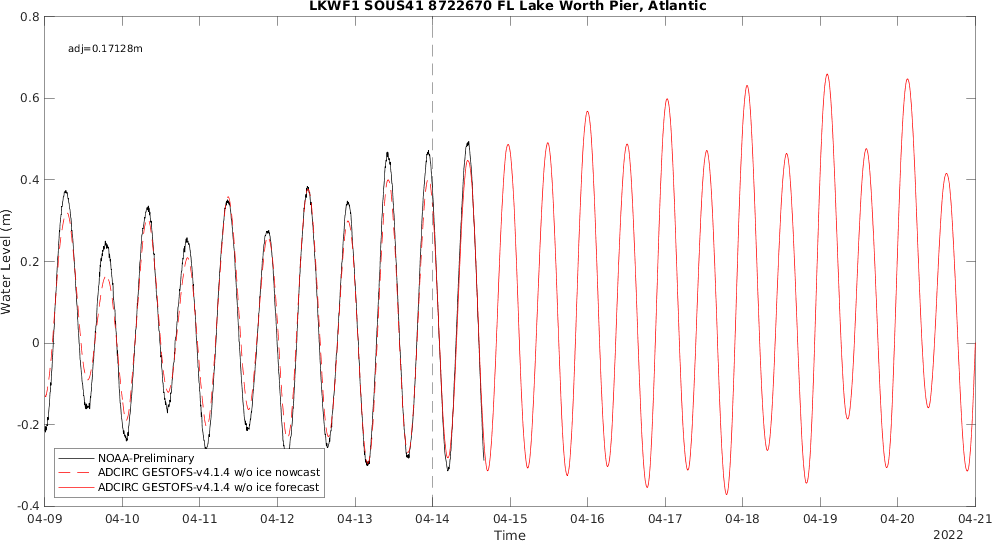 LKWF1 SOUS41 8722670 FL Lake Worth Pier, Atlantic
adj=0.17128m
0.8
0.6
0.4
0.2
0
-0.2
-0.4
Water Level (m)
NOAA-Preliminary
ADCIRC GESTOFS-v4.1.4 w/o ice nowcast
ADCIRC GESTOFS-v4.1.4 w/o ice forecast
04-09 04-10 04-11 04-12 04-13 04-14 04-15 04-16 04-17 04-18 04-19 04-20 04-21
Time
2022